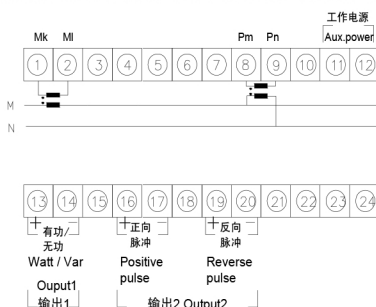 工作电源
Mk Ml Pm Pn Aux.power
1 2 3 4 5 6 7 8 9 10 11 12
M
N
13 14 15 16 17 18 19 20 21 22 23 24
+ - + - + -
有功/ 正向 反向
无功 脉冲 脉冲
Watt / Var Positive Reverse
pulse pulse
Ouput1
输出1 输出2 Output2